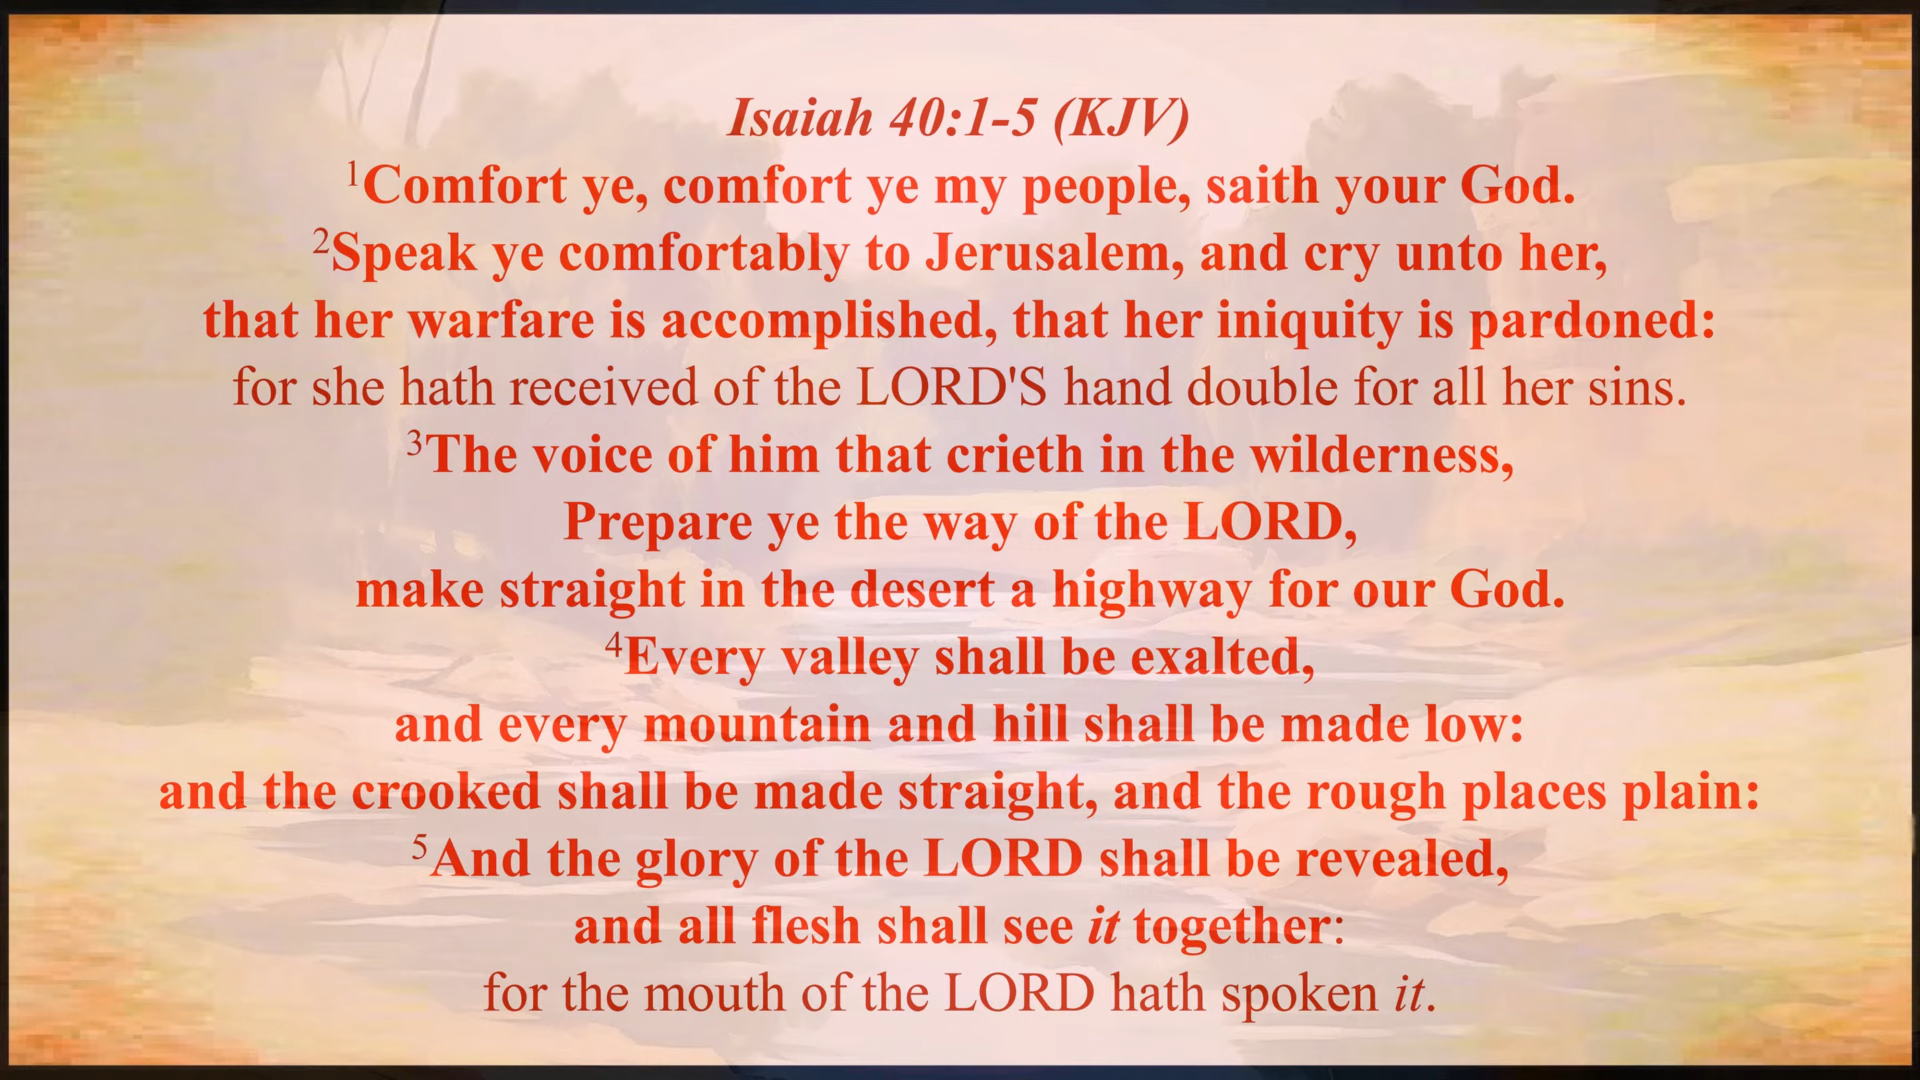 Isaiah 40:1-5 (KJV)
1Comfort ye, comfort ye my people, saith your God.
2Speak ye comfortably to Jerusalem, and cry unto her,
that her warfare is accomplished, that her iniquity is pardoned:
for she hath received of the LORD'S hand double for all her sins.
3The voice of him that crieth in the wilderness,
Prepare ye the way of the LORD,
make straight in the desert a highway for our God.
4Every valley shall be exalted,
and every mountain and hill shall be made low:
and the crooked shall be made straight, and the rough places plain:
5And the glory of the LORD shall be revealed,
and all flesh shall see it together:
for the mouth of the LORD hath spoken it.